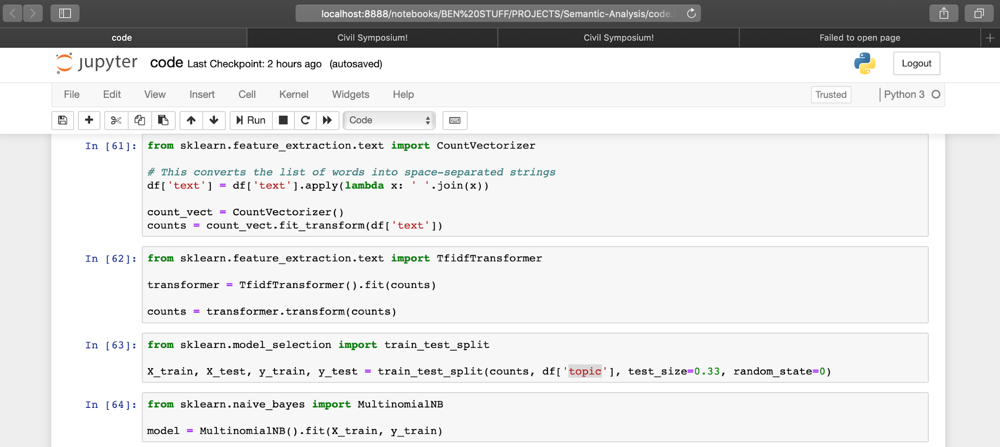 localhost:8888/notebooks/BEN%20STUFF/PROJECTS/Semantic-Analysis/code.
code
Civil Symposium!
Civil Symposium!
Failed to open page
jupyter code Last Checkpoint: 2 hours ago (autosaved)
Logout
File Edit View Insert Cell Kernel Widgets Help
Trusted
Python 3
Run
Code
In [61]:
from sklearn.feature_extraction.text import CountVectorizer
# This converts the list of words into space-separated strings
df['text'] = df['text'].apply(lambda x: ' '.join(x))
count_vect = CountVectorizer()
counts = count_vect.fit_transform(df['text'])
In [62]:
from sklearn.feature_extraction.text import TfidfTransformer
transformer = TfidfTransformer().fit(counts)
counts = transformer.transform(counts)
In [63]:
from sklearn.model_selection import train_test_split
X_train, X_test, y_train, y_test = train_test_split(counts, df['topic'], test_size=0.33, random_state=0)
In [64]:
from sklearn.naive_bayes import MultinomialNB
model = MultinomialNB().fit(X_train, y_train)